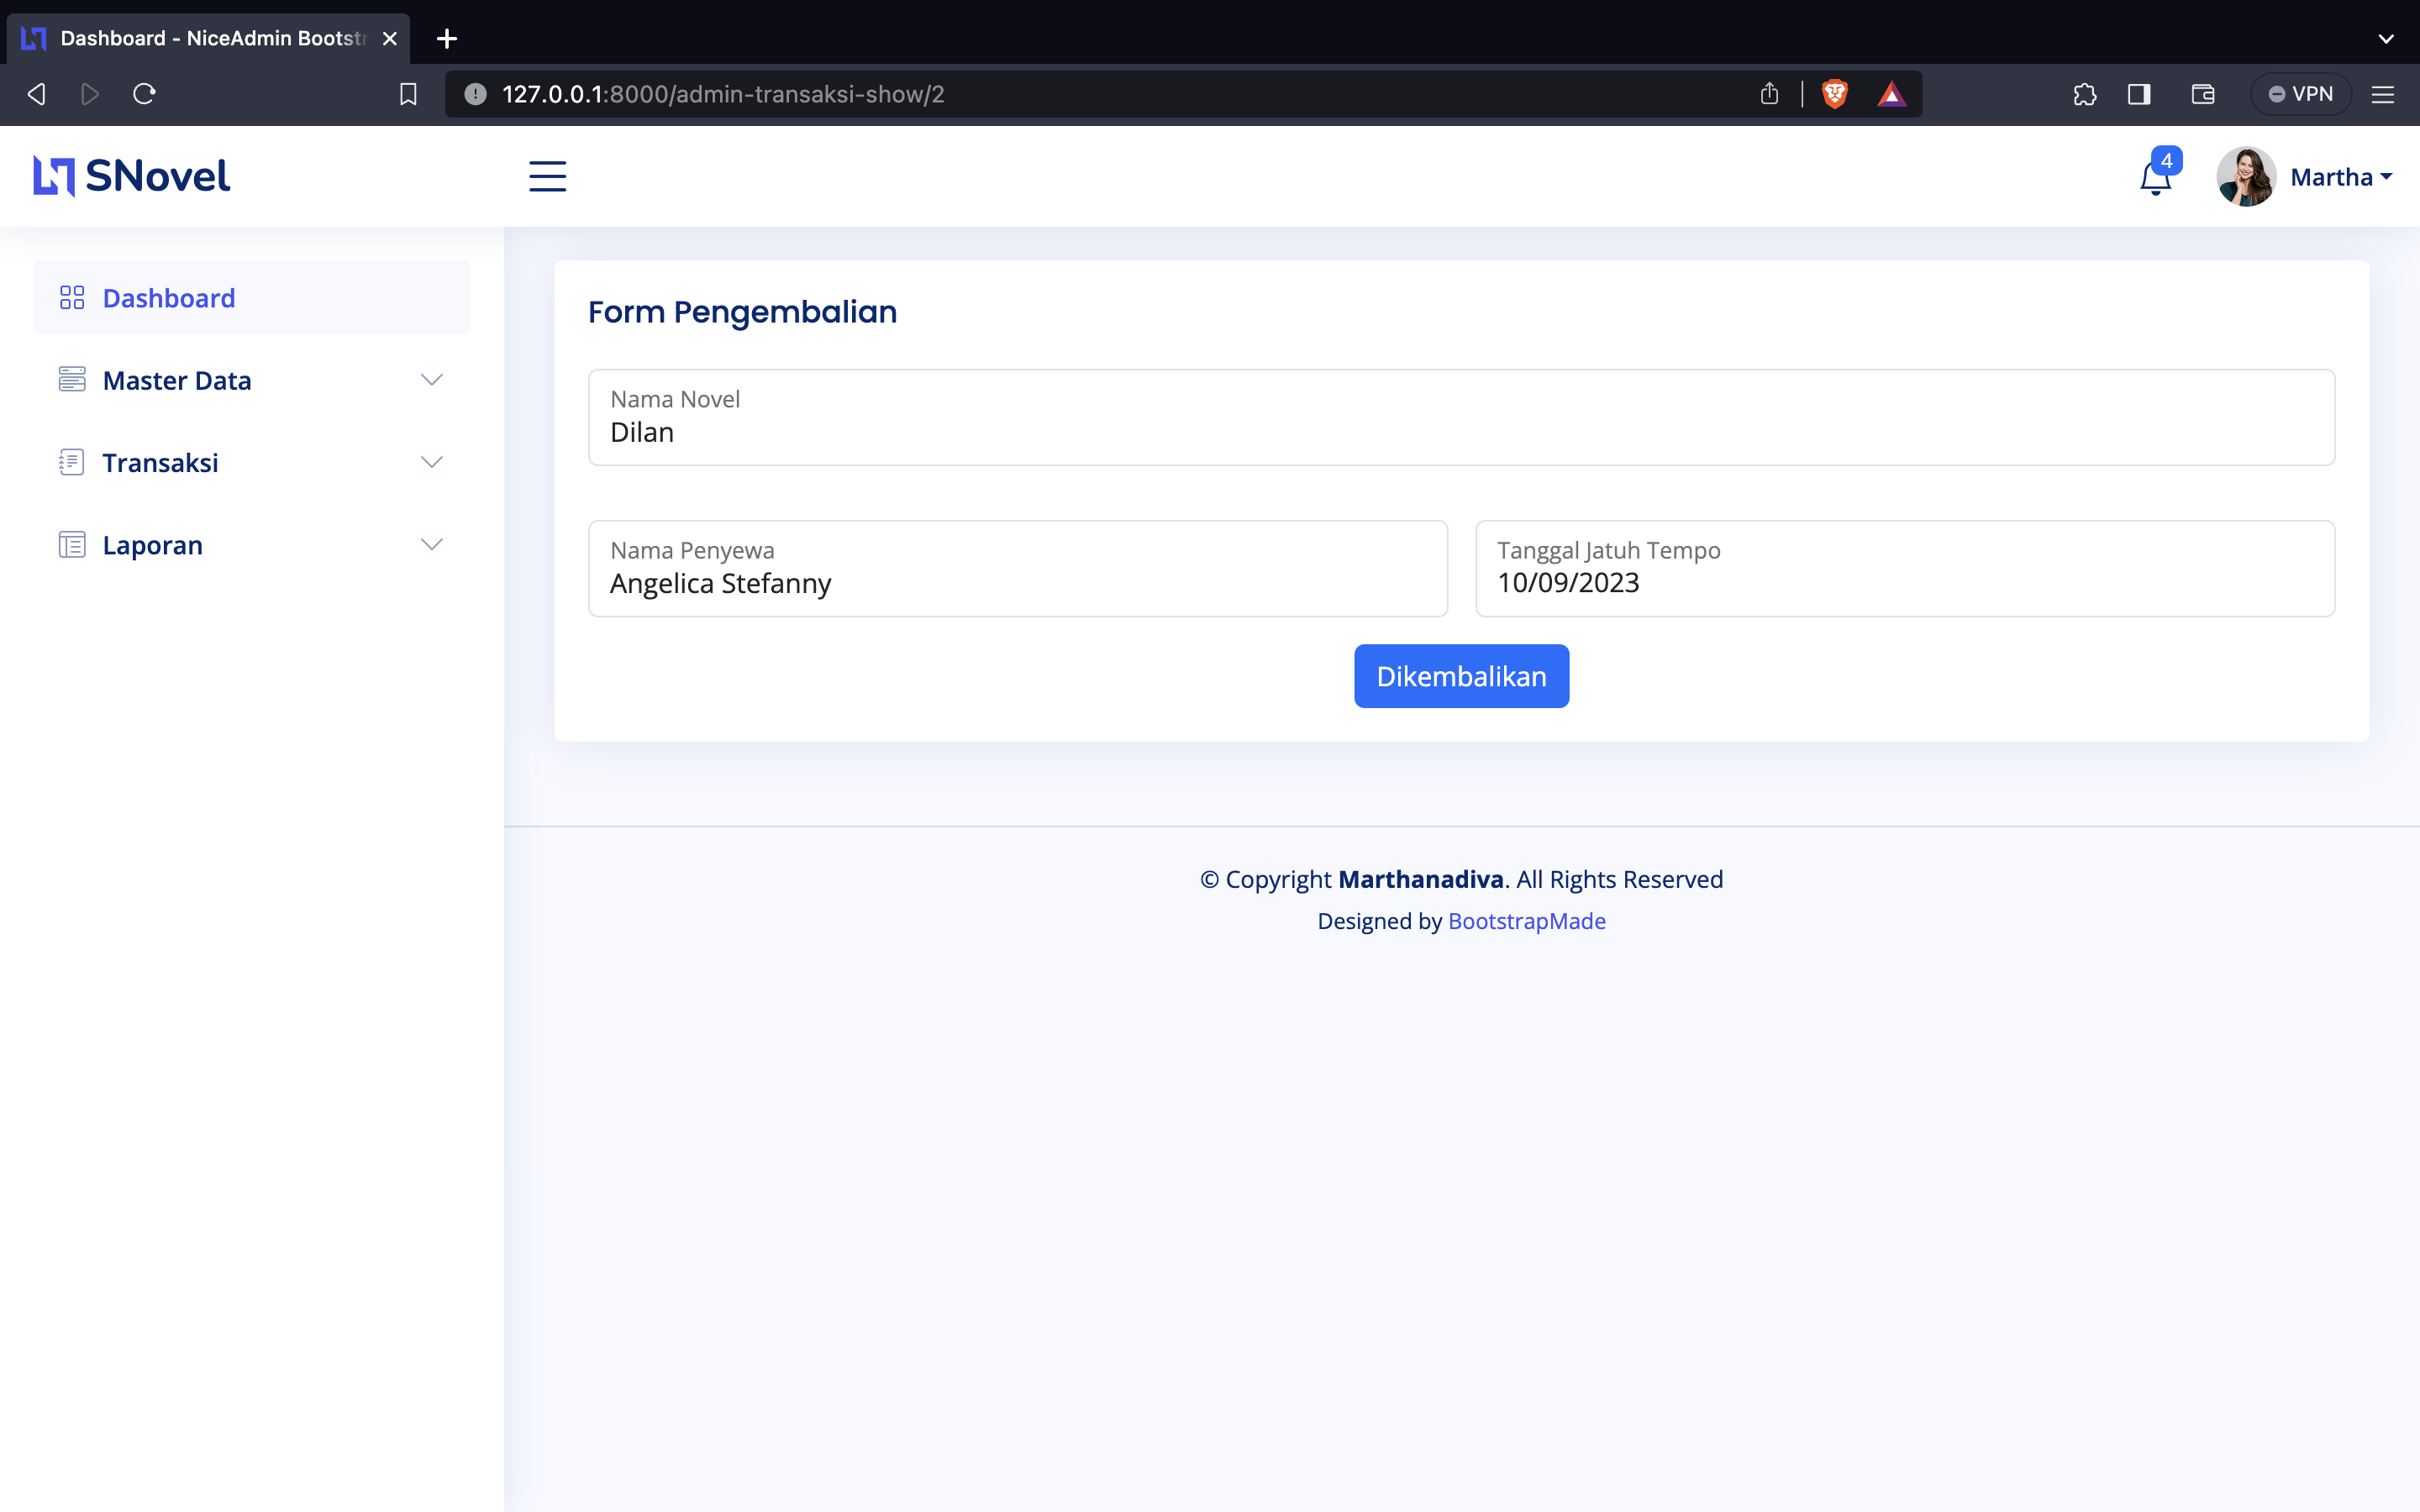 Dashboard - NiceAdmin Bootst
127.0.0.1:8000/admin-transaksi-show/2
VPN
SNovel
4
Martha
Dashboard
Master Data
Transaksi
Laporan
Form Pengembalian
Nama Novel
Dilan
Nama Penyewa
Angelica Stefanny
Tanggal Jatuh Tempo
10/09/2023
Dikembalikan
© Copyright Marthanadiva. All Rights Reserved
Designed by BootstrapMade